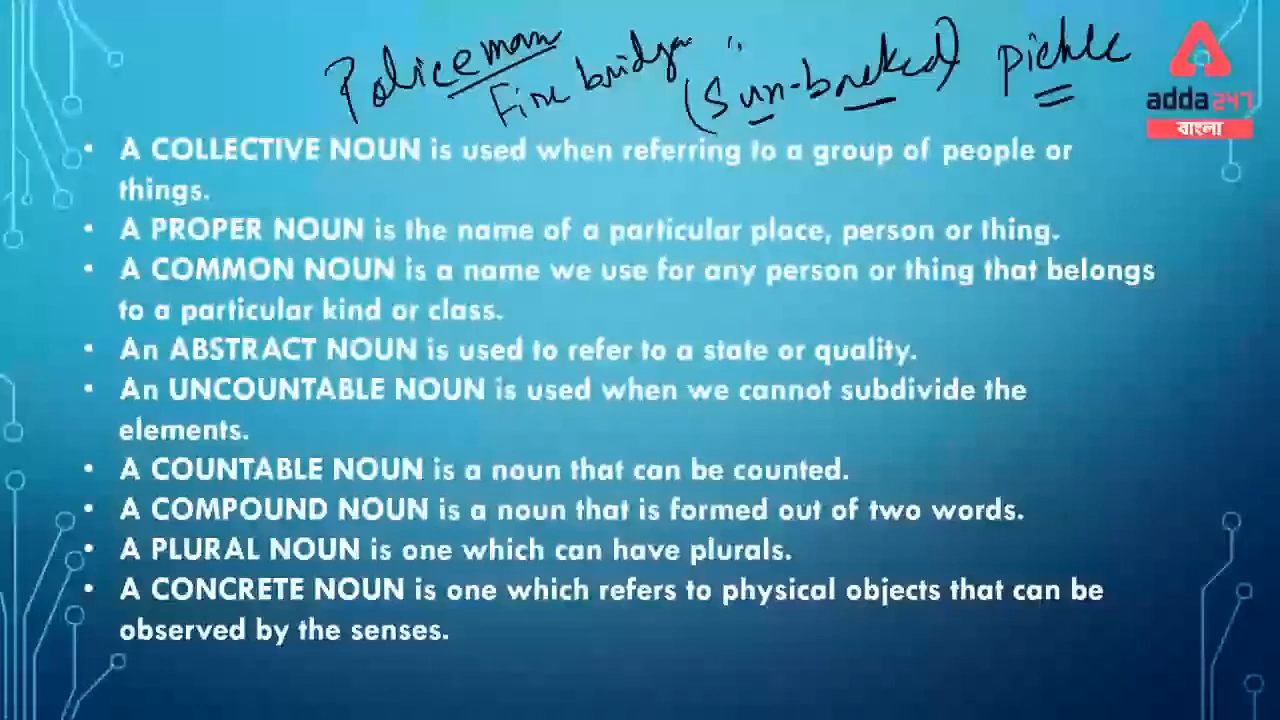 Policeman
Fire bridge
(Sun-baked) pickle
adda247
বাংলা
• A COLLECTIVE NOUN is used when referring to a group of people or
things.
• A PROPER NOUN is the name of a particular place, person or thing.
• A COMMON NOUN is a name we use for any person or thing that belongs
to a particular kind or class.
• An ABSTRACT NOUN is used to refer to a state or quality.
• An UNCOUNTABLE NOUN is used when we cannot subdivide the
elements.
• A COUNTABLE NOUN is a noun that can be counted.
• A COMPOUND NOUN is a noun that is formed out of two words.
• A PLURAL NOUN is one which can have plurals.
• A CONCRETE NOUN is one which refers to physical objects that can be
observed by the senses.